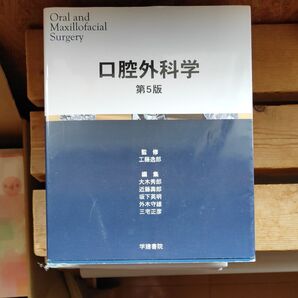 Oral and
Maxillofacial
Surgery
口腔外科学
第5版
監修
工藤逸郎
編集
大木秀郎
近藤壽郎
坂下英明
外木守雄
三宅正彦
学建書院